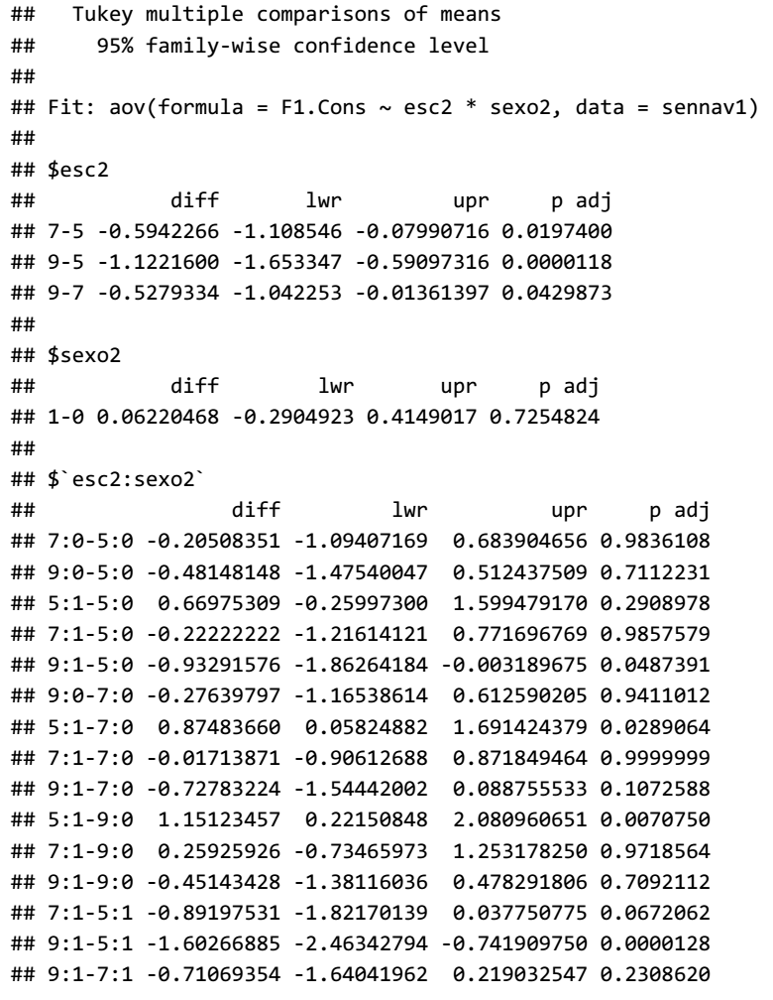 ##   Tukey multiple comparisons of means
##     95% family-wise confidence level
##
## Fit: aov(formula = F1.Cons ~ esc2 * sexo2, data = sennav1)
##
## $esc2
##           diff       lwr         upr     p adj
## 7-5 -0.5942266 -1.108546 -0.07990716 0.0197400
## 9-5 -1.1221600 -1.653347 -0.59097316 0.0000118
## 9-7 -0.5279334 -1.042253 -0.01361397 0.0429873
##
## $sexo2
##           diff        lwr       upr     p adj
## 1-0 0.06220468 -0.2904923 0.4149017 0.7254824
##
## $`esc2:sexo2`
##                diff         lwr          upr     p adj
## 7:0-5:0 -0.20508351 -1.09407169  0.683904656 0.9836108
## 9:0-5:0 -0.48148148 -1.47540047  0.512437509 0.7112231
## 5:1-5:0  0.66975309 -0.25997300  1.599479170 0.2908978
## 7:1-5:0 -0.22222222 -1.21614121  0.771696769 0.9857579
## 9:1-5:0 -0.93291576 -1.86264184 -0.003189675 0.0487391
## 9:0-7:0 -0.27639797 -1.16538614  0.612590205 0.9411012
## 5:1-7:0  0.87483660  0.05824882  1.691424379 0.0289064
## 7:1-7:0 -0.01713871 -0.90612688  0.871849464 0.9999999
## 9:1-7:0 -0.72783224 -1.54442002  0.088755533 0.1072588
## 5:1-9:0  1.15123457  0.22150848  2.080960651 0.0070750
## 7:1-9:0  0.25925926 -0.73465973  1.253178250 0.9718564
## 9:1-9:0 -0.45143428 -1.38116036  0.478291806 0.7092112
## 7:1-5:1 -0.89197531 -1.82170139  0.037750775 0.0672062
## 9:1-5:1 -1.60266885 -2.46342794 -0.741909750 0.0000128
## 9:1-7:1 -0.71069354 -1.64041962  0.219032547 0.2308620